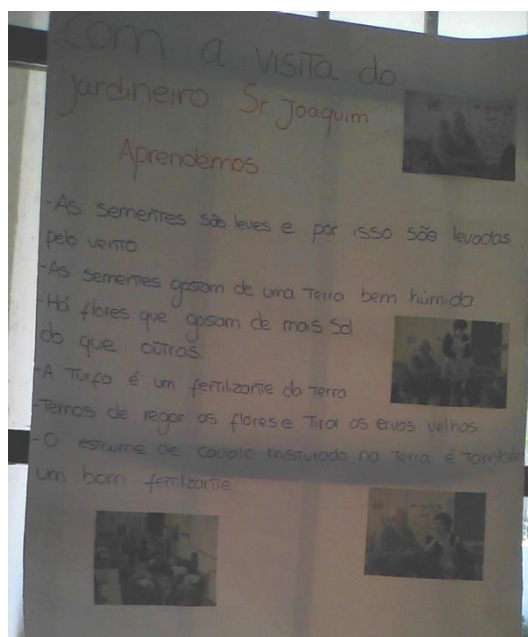 Com a visita do
jardineiro Sr. Joaquim
Aprendemos
-As sementes são leves e por isso são levadas
pelo vento
-As sementes gostam de uma terra bem húmida
-Há flores que gostam de mais Sol
do que outras.
-A Turfa é um fertilizante da terra
-Temos de regar as flores e Tirar as ervas velhas
-O estrume de cavalo misturado na terra é também
um bom fertilizante